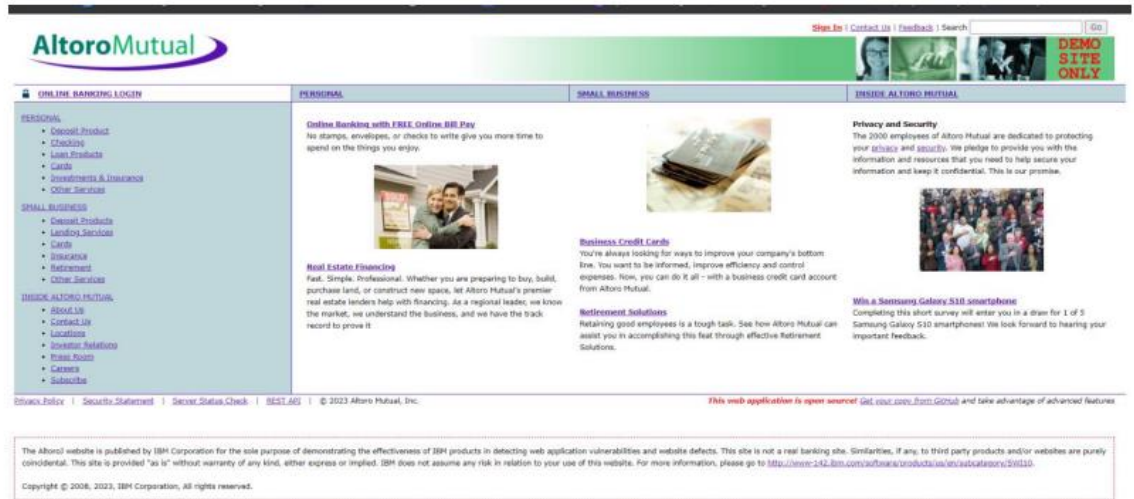 Sign In | Contact Us | Feedback | Search Go
AltoroMutual
DEMO
SITE
ONLY
ONLINE BANKING LOGIN
PERSONAL
SMALL BUSINESS
INSIDE ALTORO MUTUAL
PERSONAL
• Deposit Product
• Checking
• Loan Products
• Cards
• Investments & Insurance
• Other Services
SMALL BUSINESS
• Deposit Products
• Lending Services
• Cards
• Insurance
• Retirement
• Other Services
INSIDE ALTORO MUTUAL
• About Us
• Contact Us
• Locations
• Investor Relations
• Press Room
• Careers
• Subscribe
Online Banking with FREE Online Bill Pay
No stamps, envelopes, or checks to write give you more time to
spend on the things you enjoy.
SOLD
Real Estate Financing
Fast. Simple. Professional. Whether you are preparing to buy, build,
purchase land, or construct new space, let Altoro Mutual's premier
real estate lenders help with financing. As a regional leader, we know
the market, we understand the business, and we have the track
record to prove it
Business Credit Cards
You're always looking for ways to improve your company's bottom
line. You want to be informed, improve efficiency and control
expenses. Now, you can do it all - with a business credit card account
from Altoro Mutual.
Retirement Solutions
Retaining good employees is a tough task. See how Altoro Mutual can
assist you in accomplishing this feat through effective Retirement
Solutions.
Privacy and Security
The 2000 employees of Altoro Mutual are dedicated to protecting
your privacy and security. We pledge to provide you with the
information and resources that you need to help secure your
information and keep it confidential. This is our promise.
Win a Samsung Galaxy S10 smartphone
Completing this short survey will enter you in a draw for 1 of 5
Samsung Galaxy S10 smartphones! We look forward to hearing your
important feedback.
Privacy Policy | Security Statement | Server Status Check | REST API | © 2023 Altoro Mutual, Inc.
This web application is open source! Get your copy from GitHub and take advantage of advanced features
The AltoroJ website is published by IBM Corporation for the sole purpose of demonstrating the effectiveness of IBM products in detecting web application vulnerabilities and website defects. This site is not a real banking site. Similarities, if any, to third party products and/or websites are purely
coincidental. This site is provided "as is" without warranty of any kind, either express or implied. IBM does not assume any risk in relation to your use of this website. For more information, please go to http://www-142.ibm.com/software/products/us/en/subcategory/SWI10.
Copyright © 2008, 2023, IBM Corporation, All rights reserved.